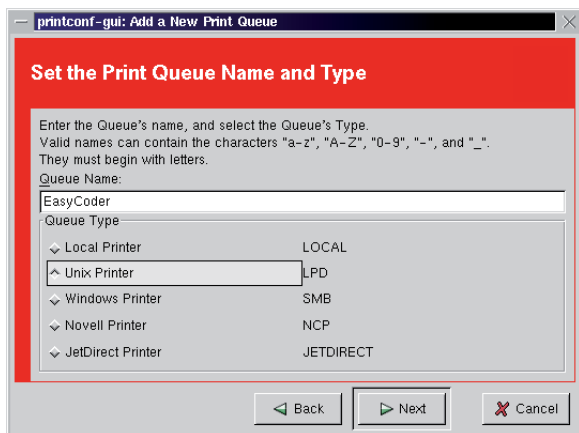 printconf-gui: Add a New Print Queue
Set the Print Queue Name and Type
Enter the Queue's name, and select the Queue's Type.
Valid names can contain the characters "a-z", "A-Z", "0-9", "-", and "_".
They must begin with letters.
Queue Name:
EasyCoder
Queue Type
Local Printer LOCAL
Unix Printer LPD
Windows Printer SMB
Novell Printer NCP
JetDirect Printer JETDIRECT
Back Next Cancel